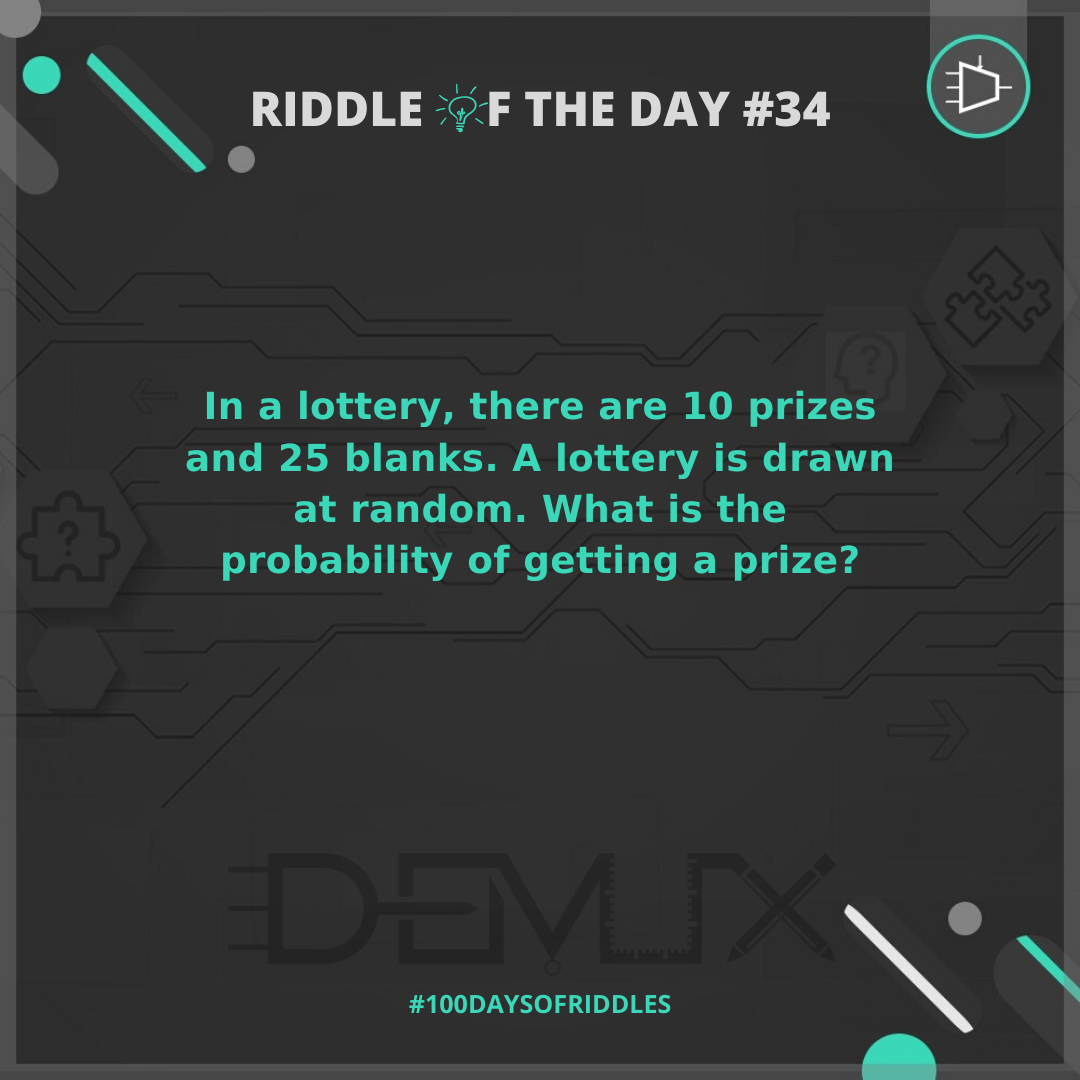 RIDDLE OF THE DAY #34
In a lottery, there are 10 prizes
and 25 blanks. A lottery is drawn
at random. What is the
probability of getting a prize?
DEMUX
#100DAYSOFRIDDLES